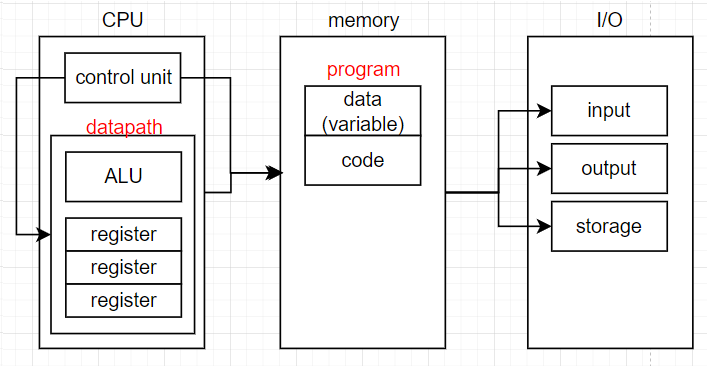 CPU
control unit
datapath
ALU
register
register
register
memory
program
data
(variable)
code
I/O
input
output
storage